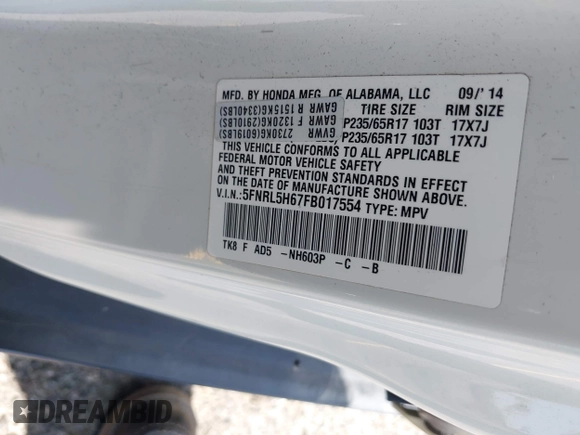 MFD. BY HONDA MFG. OF ALABAMA, LLC 09/'14
TIRE SIZE RIM SIZE
P235/65R17 103T 17X7J
P235/65R17 103T 17X7J
GVWR 2730KG(6019LBS)
GAWR F 1320KG(2910LBS)
GAWR R 1515KG(3340LBS)
THIS VEHICLE CONFORMS TO ALL APPLICABLE
FEDERAL MOTOR VEHICLE SAFETY
AND THEFT PREVENTION STANDARDS IN EFFECT
ON THE DATE OF MANUFACTURE SHOWN ABOVE.
V.I.N.:5FNRL5H67FB017554 TYPE: MPV
TK8 F AD5 -NH603P -C -B
DREAMBID